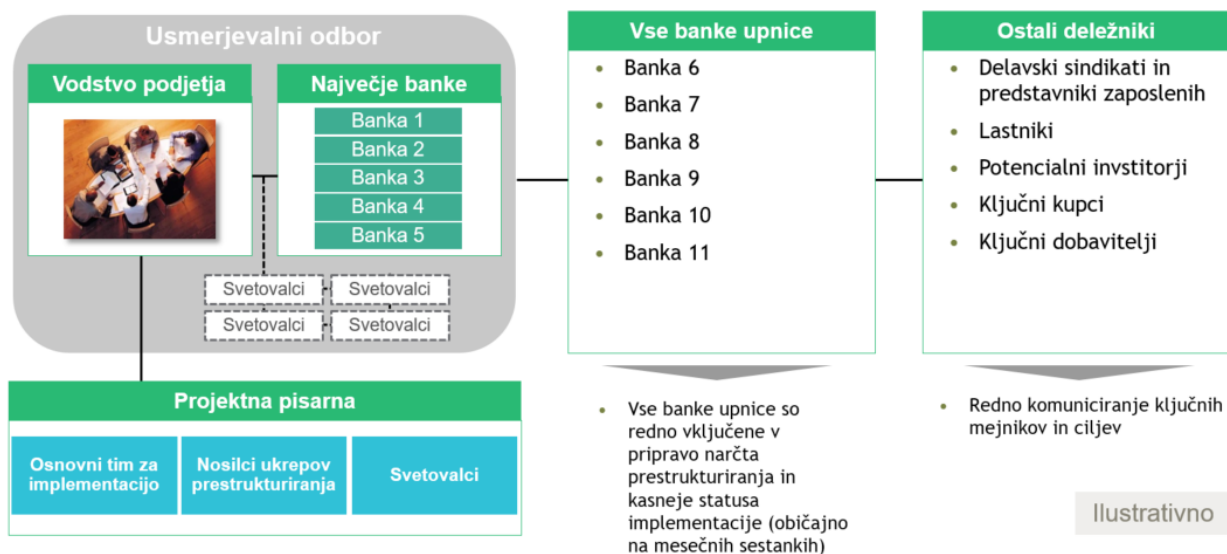 Usmerjevalni odbor
Vodstvo podjetja
Največje banke
Banka 1
Banka 2
Banka 3
Banka 4
Banka 5
Svetovalci
Svetovalci
Svetovalci
Svetovalci
Projektna pisarna
Osnovni tim za
implementacijo
Nosilci ukrepov
prestrukturiranja
Svetovalci
Vse banke upnice
• Banka 6
• Banka 7
• Banka 8
• Banka 9
• Banka 10
• Banka 11
• Vse banke upnice so
redno vključene v
pripravo narčta
prestrukturiranja in
kasneje statusa
implementacije (običajno
na mesečnih sestankih)
Ostali deležniki
• Delavski sindikati in
predstavniki zaposlenih
• Lastniki
• Potencialni invstitorji
• Ključni kupci
• Ključni dobavitelji
• Redno komuniciranje ključnih
mejnikov in ciljev
Ilustrativno